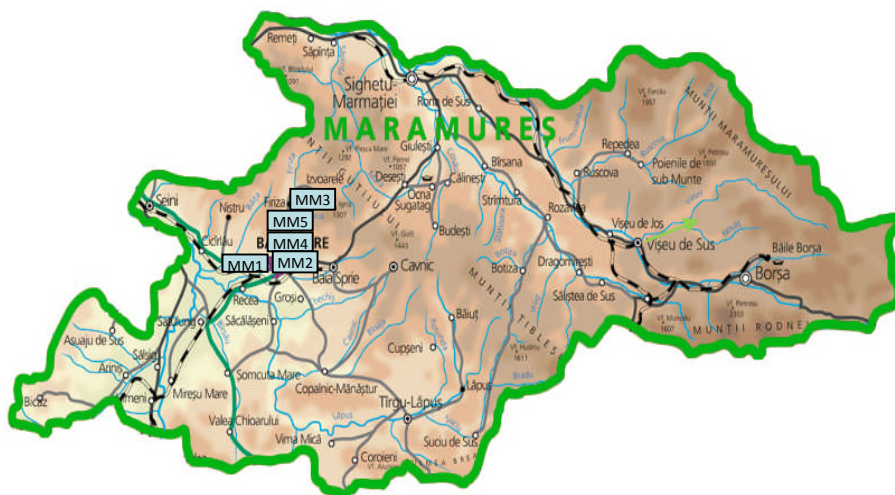 Remeți
Săpînța
Sighetu-
Marmației
Rona de Sus
MARAMUREȘ
Giulești
Bîrsana
Călinești
Desești
Ocna
Șugatag
Strîmtura
Rozavlea
Budești
Botiza
Dragomirești
Săliștea de Sus
Ruscova
Repedea
Poienile de
sub Munte
MUNȚII MARAMUREȘULUI
Vișeu de Jos
Vișeu de Sus
Băile Borșa
Borșa
MUNȚII RODNEI
MUNȚII ȚIBLEȘ
Seini
Nistru
Firiza
Izvoarele
Cicîrlău
MM3
MM5
MM4
MM1
MM2
Baia Sprie
Cavnic
Recea
Groși
Săcălășeni
Băiuț
Cupșeni
Asuaju de Sus
Sălsig
Ariniș
Bicaz
Mireșu Mare
Șomcuta Mare
Copalnic-Mănăștur
Valea Chioarului
Vima Mică
Coroieni
Tîrgu-Lăpuș
Lăpuș
Suciu de Sus